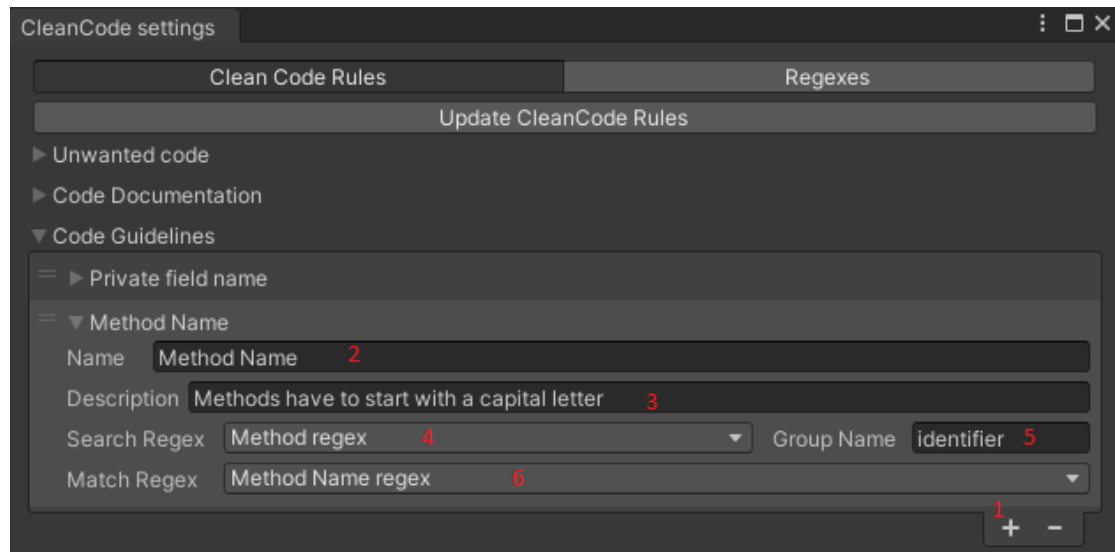 CleanCode settings
Clean Code Rules Regexes
Update CleanCode Rules
Unwanted code
Code Documentation
Code Guidelines
Private field name
Method Name
Name Method Name 2
Description Methods have to start with a capital letter 3
Search Regex Method regex 4 Group Name identifier 5
Match Regex Method Name regex 6
1
+ -